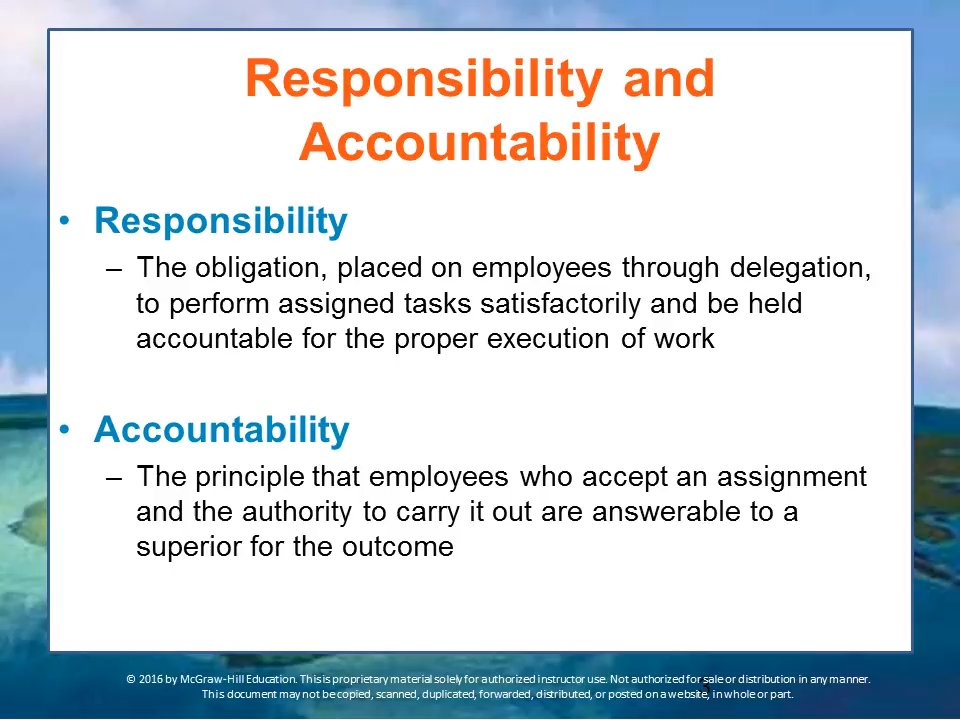 Responsibility and
Accountability
• Responsibility
– The obligation, placed on employees through delegation,
to perform assigned tasks satisfactorily and be held
accountable for the proper execution of work
• Accountability
– The principle that employees who accept an assignment
and the authority to carry it out are answerable to a
superior for the outcome
© 2016 by McGraw-Hill Education. This is proprietary material solely for authorized instructor use. Not authorized for sale or distribution in any manner.
This document may not be copied, scanned, duplicated, forwarded, distributed, or posted on a website, in whole or part.